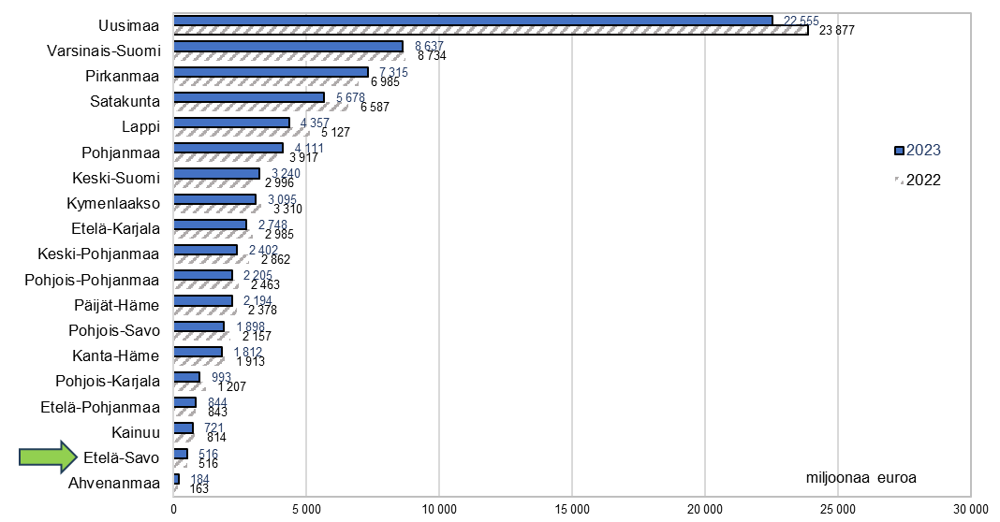 Uusimaa 22 555
23 877
Varsinais-Suomi 8 637
8 734
Pirkanmaa 7 315
6 985
Satakunta 5 678
6 587
Lappi 4 357
5 127
Pohjanmaa 4 111
3 917
Keski-Suomi 3 240
2 996
Kymenlaakso 3 095
3 310
Etelä-Karjala 2 748
2 985
Keski-Pohjanmaa 2 402
2 862
Pohjois-Pohjanmaa 2 205
2 463
Päijät-Häme 2 194
2 378
Pohjois-Savo 1 898
2 157
Kanta-Häme 1 812
1 913
Pohjois-Karjala 993
1 207
Etelä-Pohjanmaa 844
843
Kainuu 721
814
Etelä-Savo 516
516
Ahvenanmaa 184
163
2023
2022
miljoonaa euroa
0 5 000 10 000 15 000 20 000 25 000 30 000